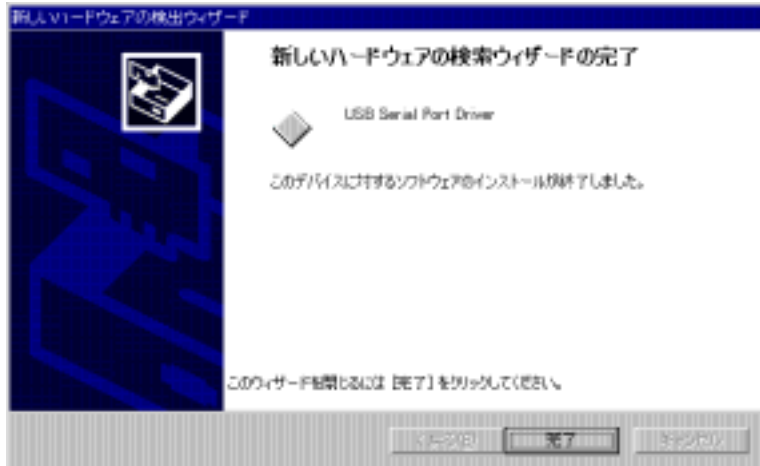 新しいハードウェアの検出ウィザード
新しいハードウェアの検索ウィザードの完了
USB Serial Port Driver
このデバイスに対するソフトウェアのインストールが終了しました。
このウィザードを閉じるには [完了] をクリックしてください。
完了
キャンセル